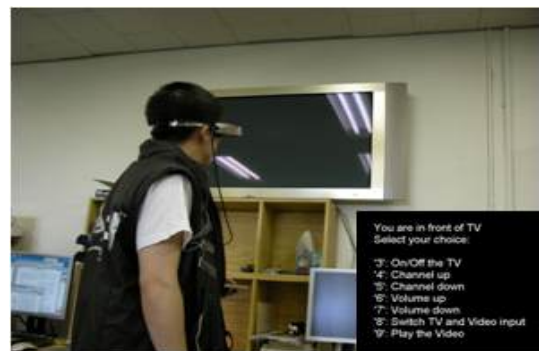 You are in front of TV
Select your choice:
'3': On/Off the TV
'4': Channel up
'5': Channel down
'6': Volume up
'7': Volume down
'8': Switch TV and Video input
'9': Play the Video